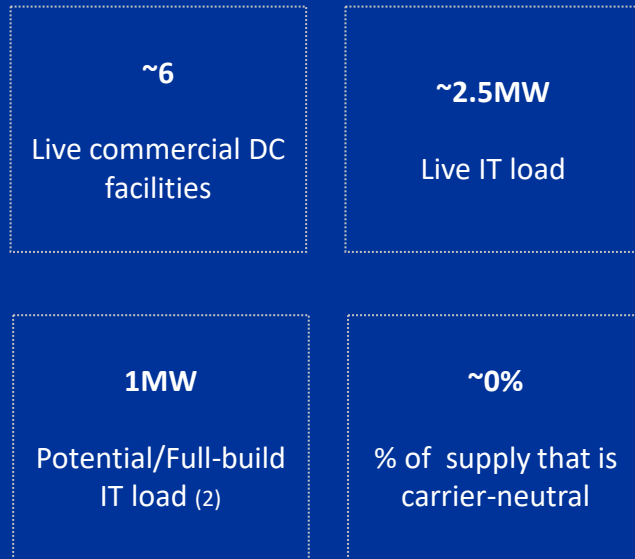 ~6
Live commercial DC
facilities
~2.5MW
Live IT load
1MW
Potential/Full-build
IT load (2)
~0%
% of supply that is
carrier-neutral